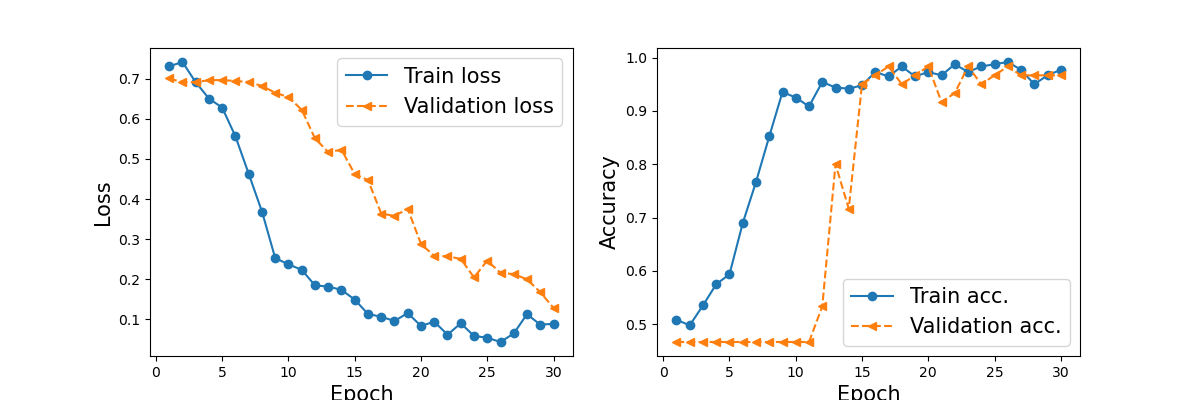 Train loss
Validation loss
Loss
0.7
0.6
0.5
0.4
0.3
0.2
0.1
0 5 10 15 20 25 30
Epoch
Train acc.
Validation acc.
Accuracy
1.0
0.9
0.8
0.7
0.6
0.5
0 5 10 15 20 25 30
Epoch